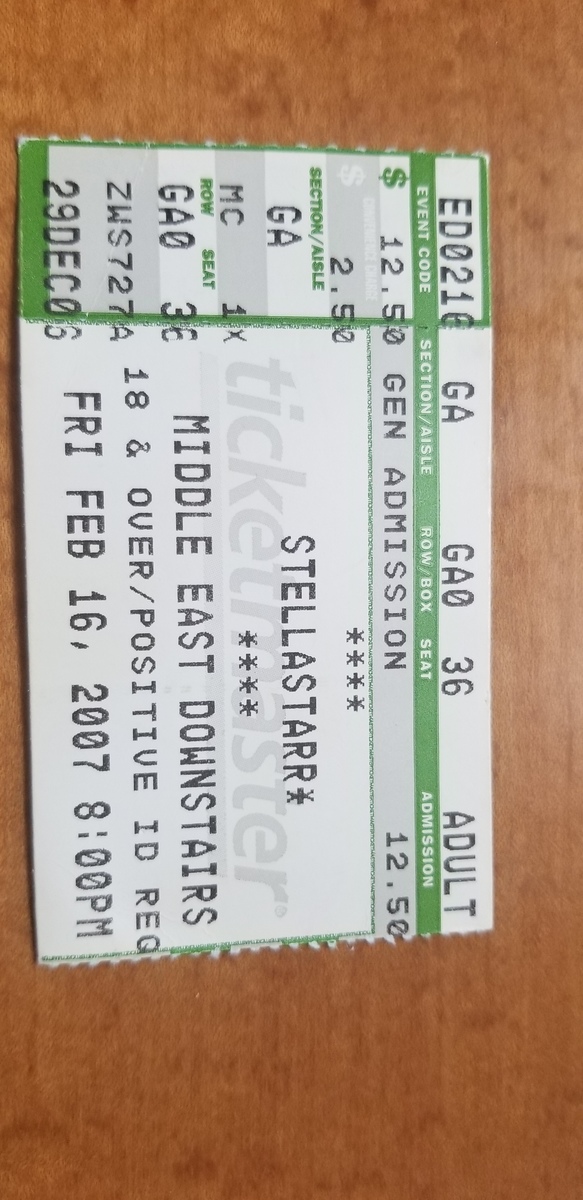 ED0216 GA GA0 36 ADULT
EVENT CODE SECTION/AISLE ROW/BOX SEAT ADMISSION
$ 12.50 GEN ADMISSION 12.50
$ CONVENIENCE CHARGE
2.50 ****
SECTION/AISLE
GA STELLASTARR*
ticketmaster®
MC 1X ****
ROW SEAT
GA0 36 MIDDLE EAST DOWNSTAIRS
ZWS727A 18 & OVER/POSITIVE ID REQ
29DEC06 FRI FEB 16, 2007 8:00PM